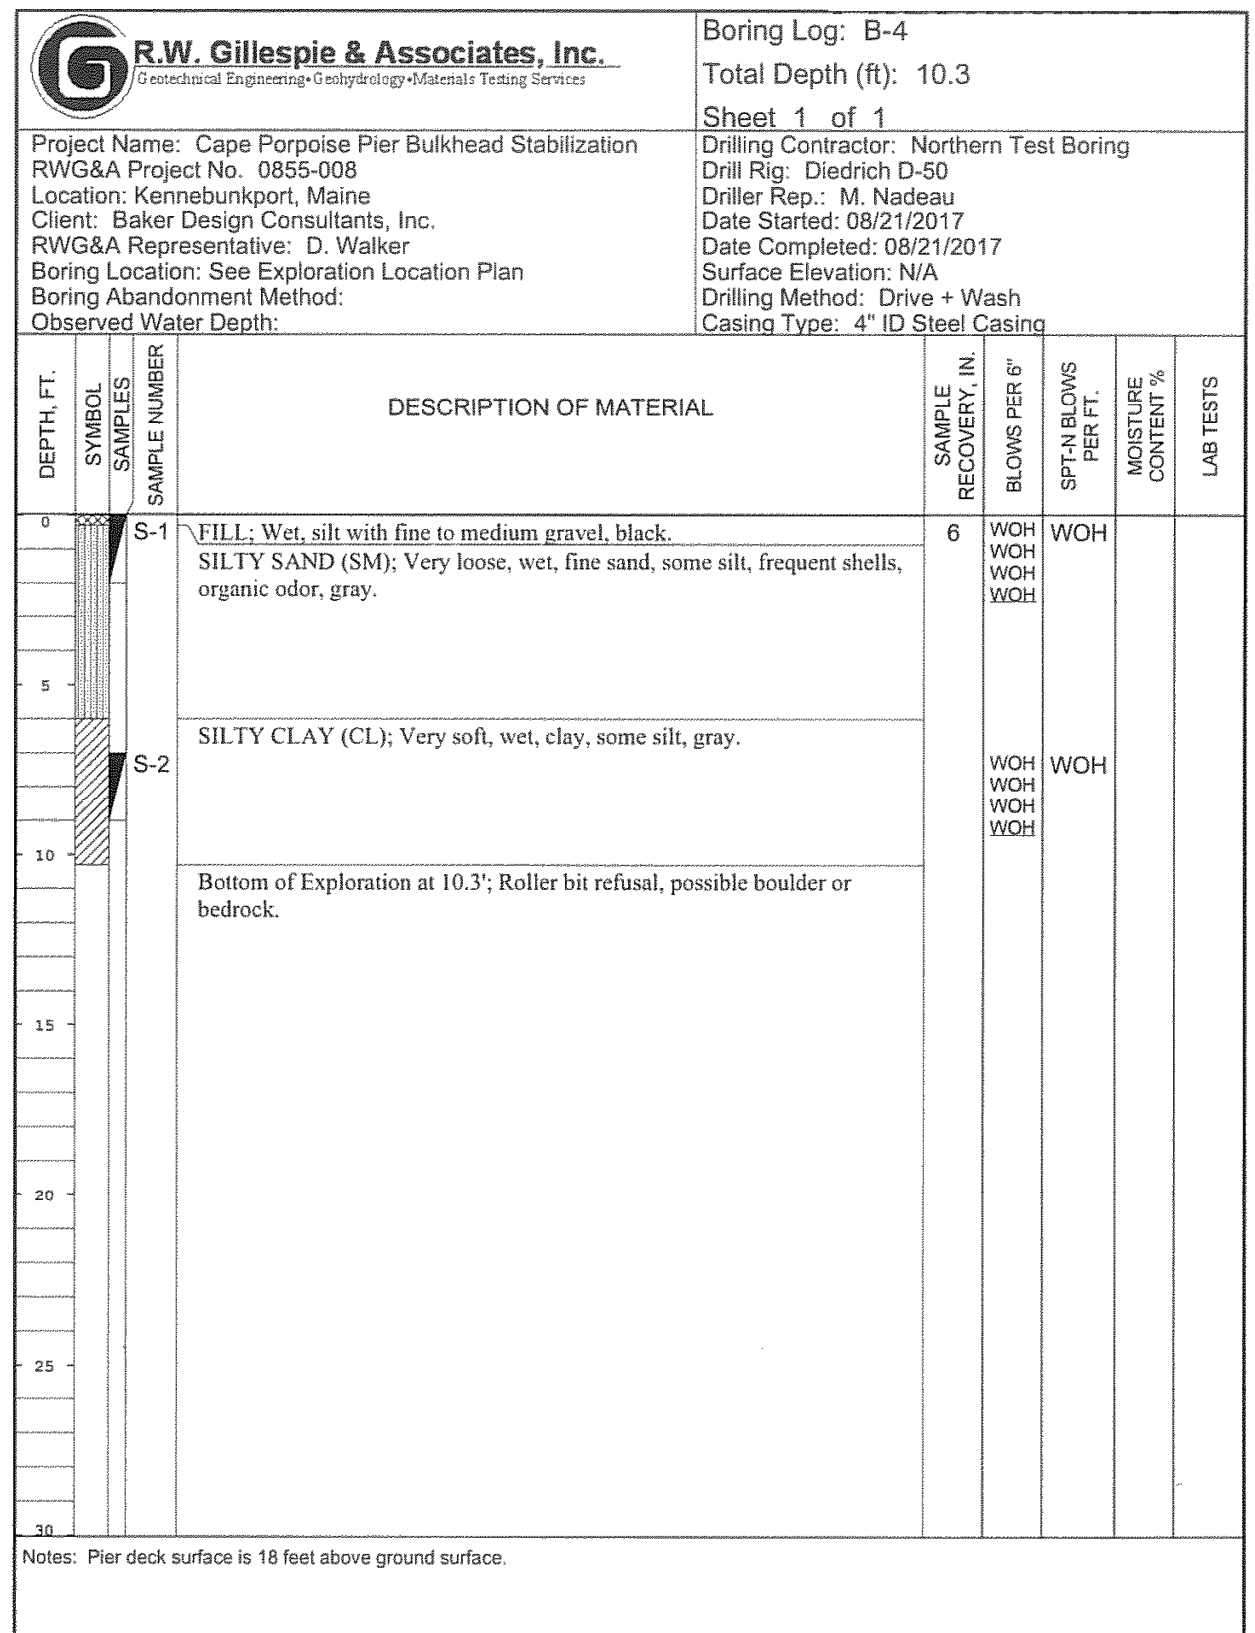 R.W. Gillespie & Associates, Inc.
Geotechnical Engineering•Geohydrology•Materials Testing Services
Boring Log: B-4
Total Depth (ft): 10.3
Sheet 1 of 1
Project Name: Cape Porpoise Pier Bulkhead Stabilization
RWG&A Project No. 0855-008
Location: Kennebunkport, Maine
Client: Baker Design Consultants, Inc.
RWG&A Representative: D. Walker
Boring Location: See Exploration Location Plan
Boring Abandonment Method:
Observed Water Depth:
Drilling Contractor: Northern Test Boring
Drill Rig: Diedrich D-50
Driller Rep.: M. Nadeau
Date Started: 08/21/2017
Date Completed: 08/21/2017
Surface Elevation: N/A
Drilling Method: Drive + Wash
Casing Type: 4" ID Steel Casing
DEPTH, FT.
SYMBOL
SAMPLES
SAMPLE NUMBER
DESCRIPTION OF MATERIAL
SAMPLE
RECOVERY, IN.
BLOWS PER 6"
SPT-N BLOWS
PER FT.
MOISTURE
CONTENT %
LAB TESTS
0
S-1
FILL; Wet, silt with fine to medium gravel, black.
6
WOH
WOH
WOH
WOH
WOH
SILTY SAND (SM); Very loose, wet, fine sand, some silt, frequent shells,
organic odor, gray.
5
SILTY CLAY (CL); Very soft, wet, clay, some silt, gray.
S-2
WOH
WOH
WOH
WOH
WOH
10
Bottom of Exploration at 10.3'; Roller bit refusal, possible boulder or
bedrock.
15
20
25
30
Notes: Pier deck surface is 18 feet above ground surface.